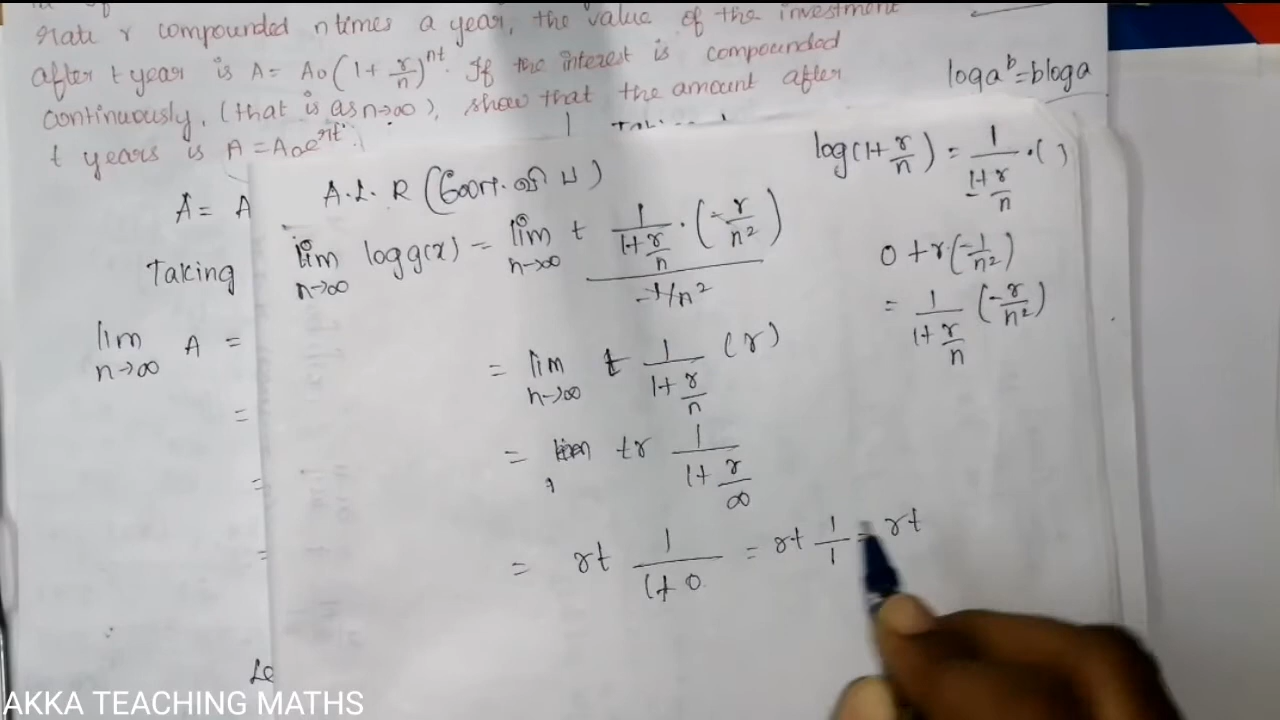 rate r compounded n times a year, the value of the investment
after t year is A = A₀(1+r/n)^nt. If the interest is compounded
continuously, (that is as n→∞), show that the amount after
t years is A = A₀e^rt.
log a^b = b log a
A = A
Taking
lim n→∞ A =
=
=
=
A.L.R
lim n→∞ log g(x) = lim n→∞ t (1/(1+r/n) · (-r/n²))/(-1/n²)
= lim n→∞ t 1/(1+r/n) (r)
= tr 1/(1+r/∞)
= rt 1/(1+0) = rt 1/1 = rt
log(1+r/n) = 1/(1+r/n) · ( )
0 + r(-1/n²)
= 1/(1+r/n) (-r/n²)
Le
AKKA TEACHING MATHS